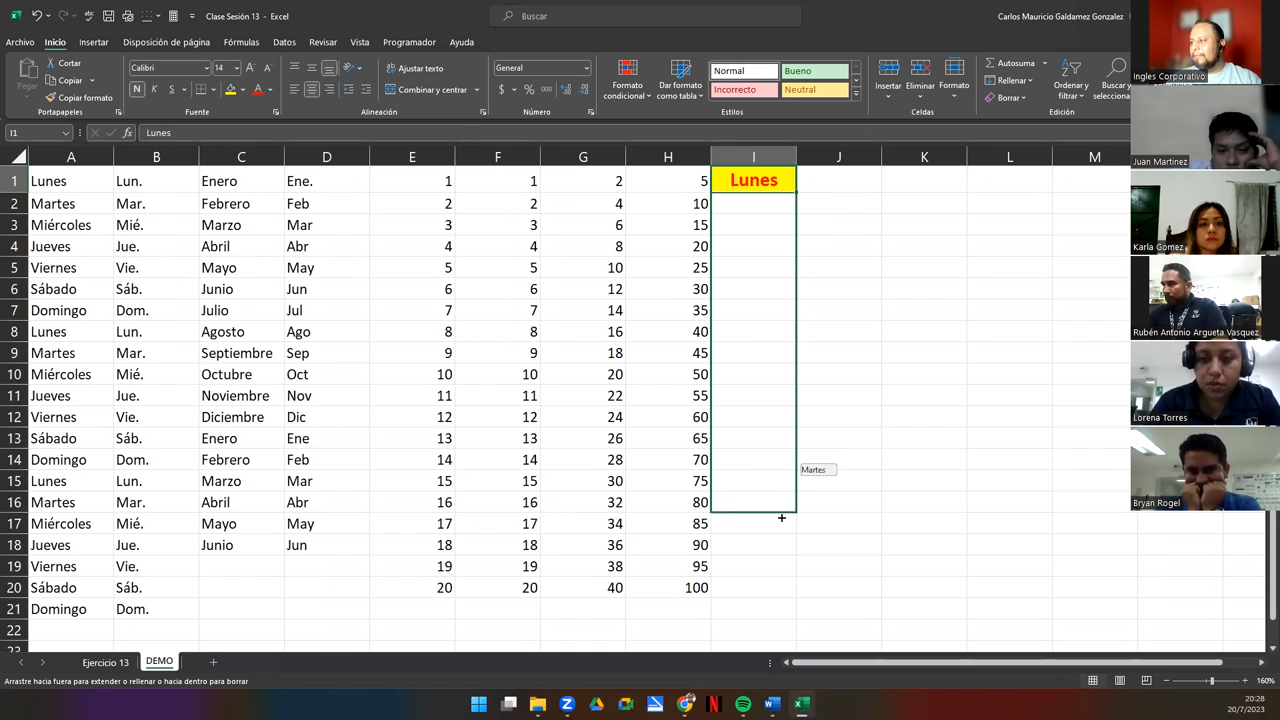 Clase Sesión 13 - Excel
Buscar
Carlos Mauricio Galdamez Gonzalez
Archivo Inicio Insertar Disposición de página Fórmulas Datos Revisar Vista Programador Ayuda
Pegar
Cortar
Copiar
Copiar formato
Portapapeles
Calibri 14
N K S
Fuente
Ajustar texto
Combinar y centrar
Alineación
General
Número
Formato condicional
Dar formato como tabla
Normal Bueno
Incorrecto Neutral
Estilos
Insertar Eliminar Formato
Celdas
Autosuma
Rellenar
Borrar
Ordenar y filtrar
Buscar y selecciona
Edición
I1 fx Lunes
A B C D E F G H I J K L M
1 Lunes Lun. Enero Ene. 1 1 2 5 Lunes
2 Martes Mar. Febrero Feb 2 2 4 10
3 Miércoles Mié. Marzo Mar 3 3 6 15
4 Jueves Jue. Abril Abr 4 4 8 20
5 Viernes Vie. Mayo May 5 5 10 25
6 Sábado Sáb. Junio Jun 6 6 12 30
7 Domingo Dom. Julio Jul 7 7 14 35
8 Lunes Lun. Agosto Ago 8 8 16 40
9 Martes Mar. Septiembre Sep 9 9 18 45
10 Miércoles Mié. Octubre Oct 10 10 20 50
11 Jueves Jue. Noviembre Nov 11 11 22 55
12 Viernes Vie. Diciembre Dic 12 12 24 60
13 Sábado Sáb. Enero Ene 13 13 26 65
14 Domingo Dom. Febrero Feb 14 14 28 70
Martes
15 Lunes Lun. Marzo Mar 15 15 30 75
16 Martes Mar. Abril Abr 16 16 32 80
17 Miércoles Mié. Mayo May 17 17 34 85
18 Jueves Jue. Junio Jun 18 18 36 90
19 Viernes Vie. 19 19 38 95
20 Sábado Sáb. 20 20 40 100
21 Domingo Dom.
22
23
Ejercicio 13 DEMO
Arrastre hacia fuera para extender o rellenar o hacia dentro para borrar
160%
20:28
20/7/2023
Ingles Corporativo
Juan Martinez
Karla Gomez
Rubén Antonio Argueta Vasquez
Lorena Torres
Bryan Rogel